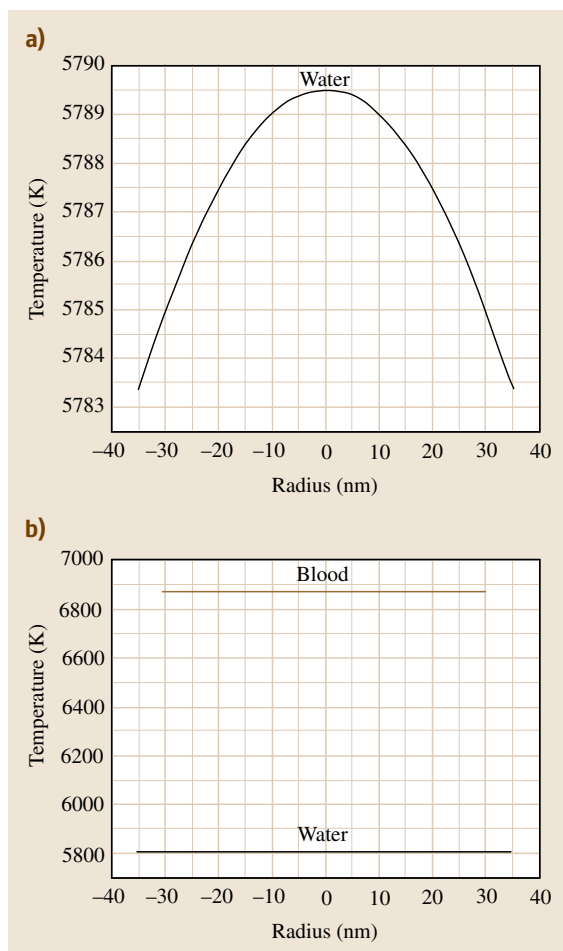 a)
Temperature (K)
5790
5789
5788
5787
5786
5785
5784
5783
Water
–40 –30 –20 –10 0 10 20 30 40
Radius (nm)
b)
Temperature (K)
7000
6800
6600
6400
6200
6000
5800
Blood
Water
–40 –30 –20 –10 0 10 20 30 40
Radius (nm)